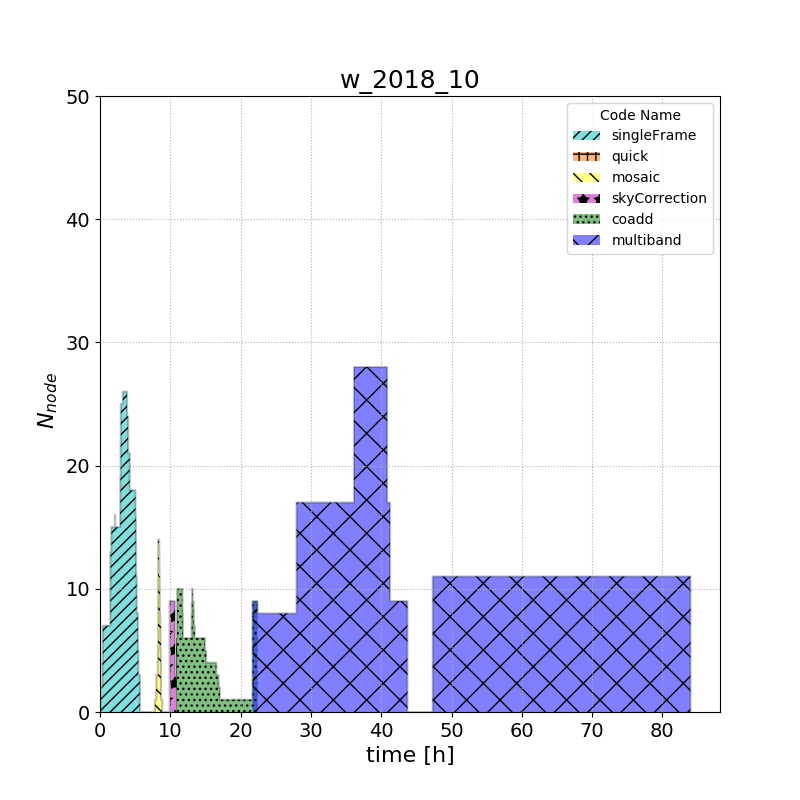 w_2018_10
50
40
30
20
10
0
N_node
0 10 20 30 40 50 60 70 80
time [h]
Code Name
singleFrame
quick
mosaic
skyCorrection
coadd
multiband